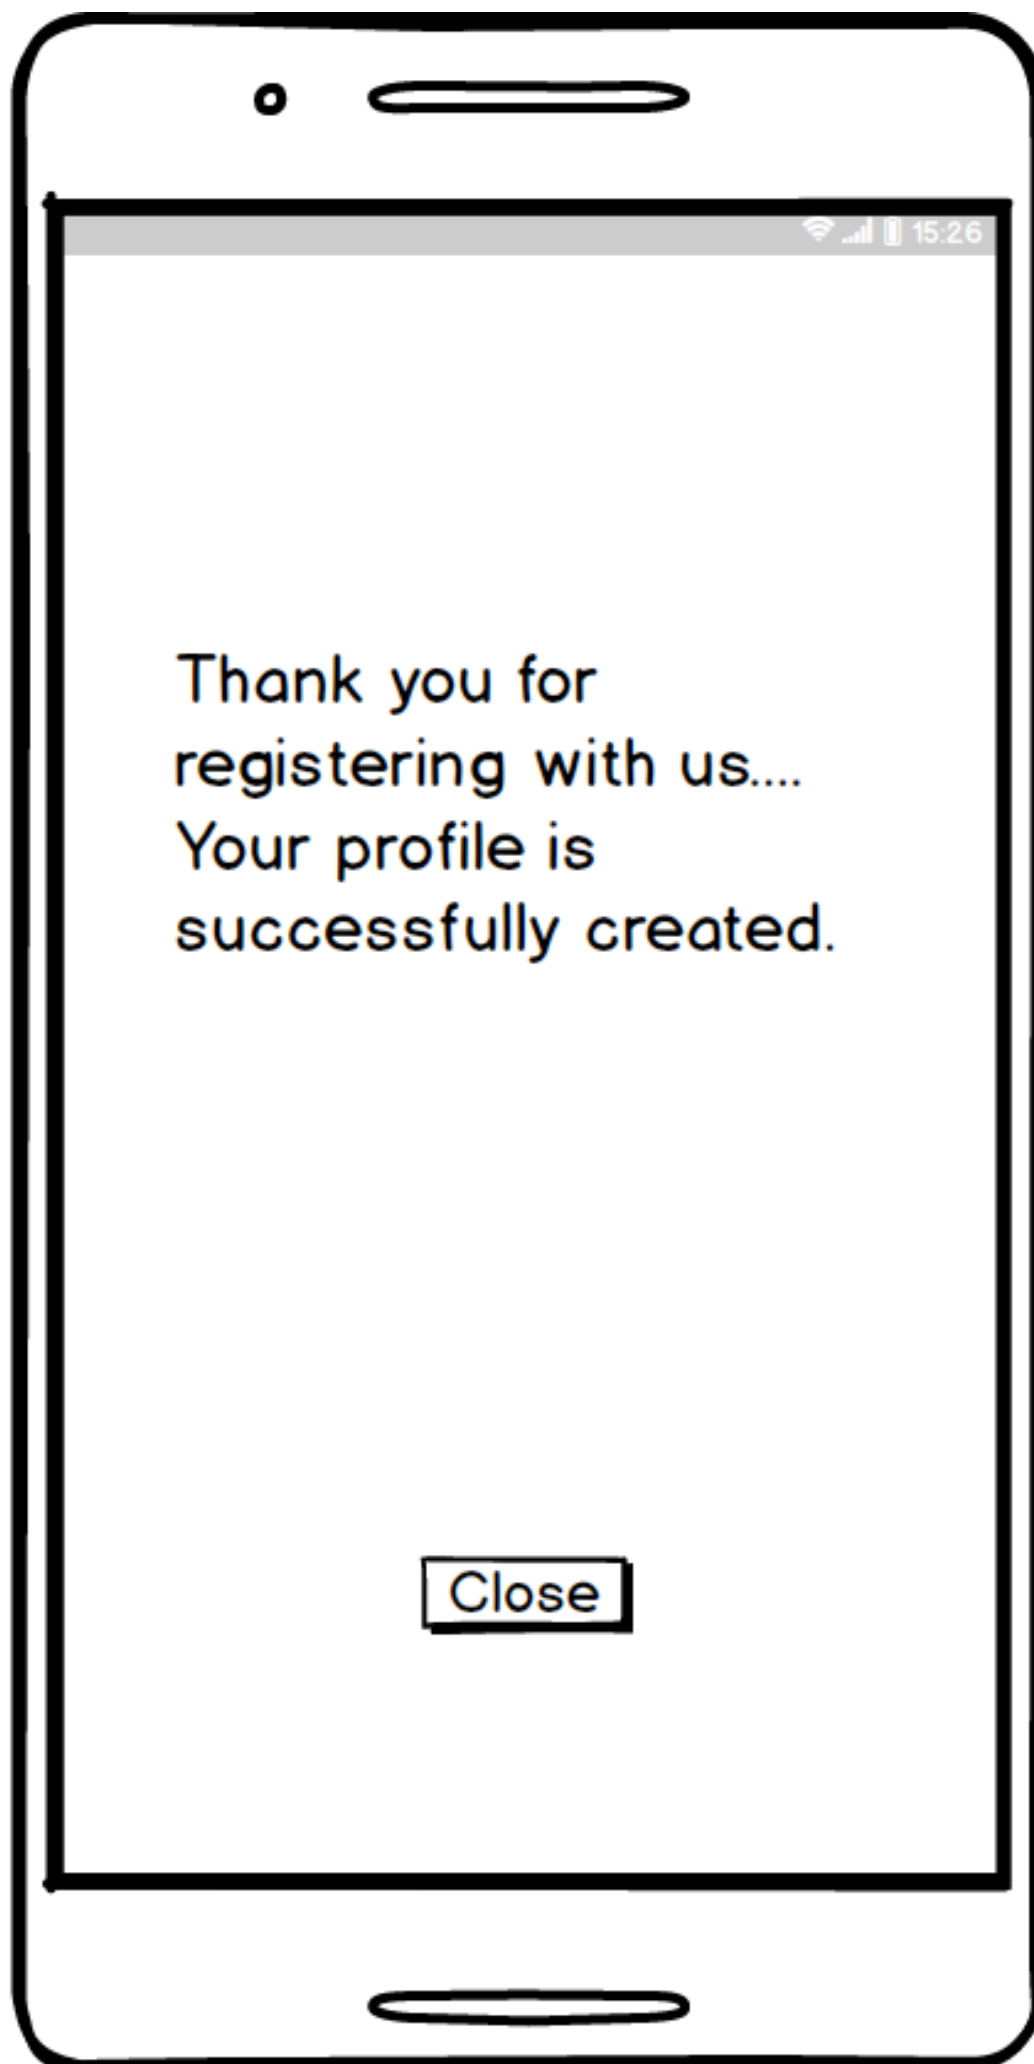 15:26
Thank you for
registering with us....
Your profile is
successfully created.
Close